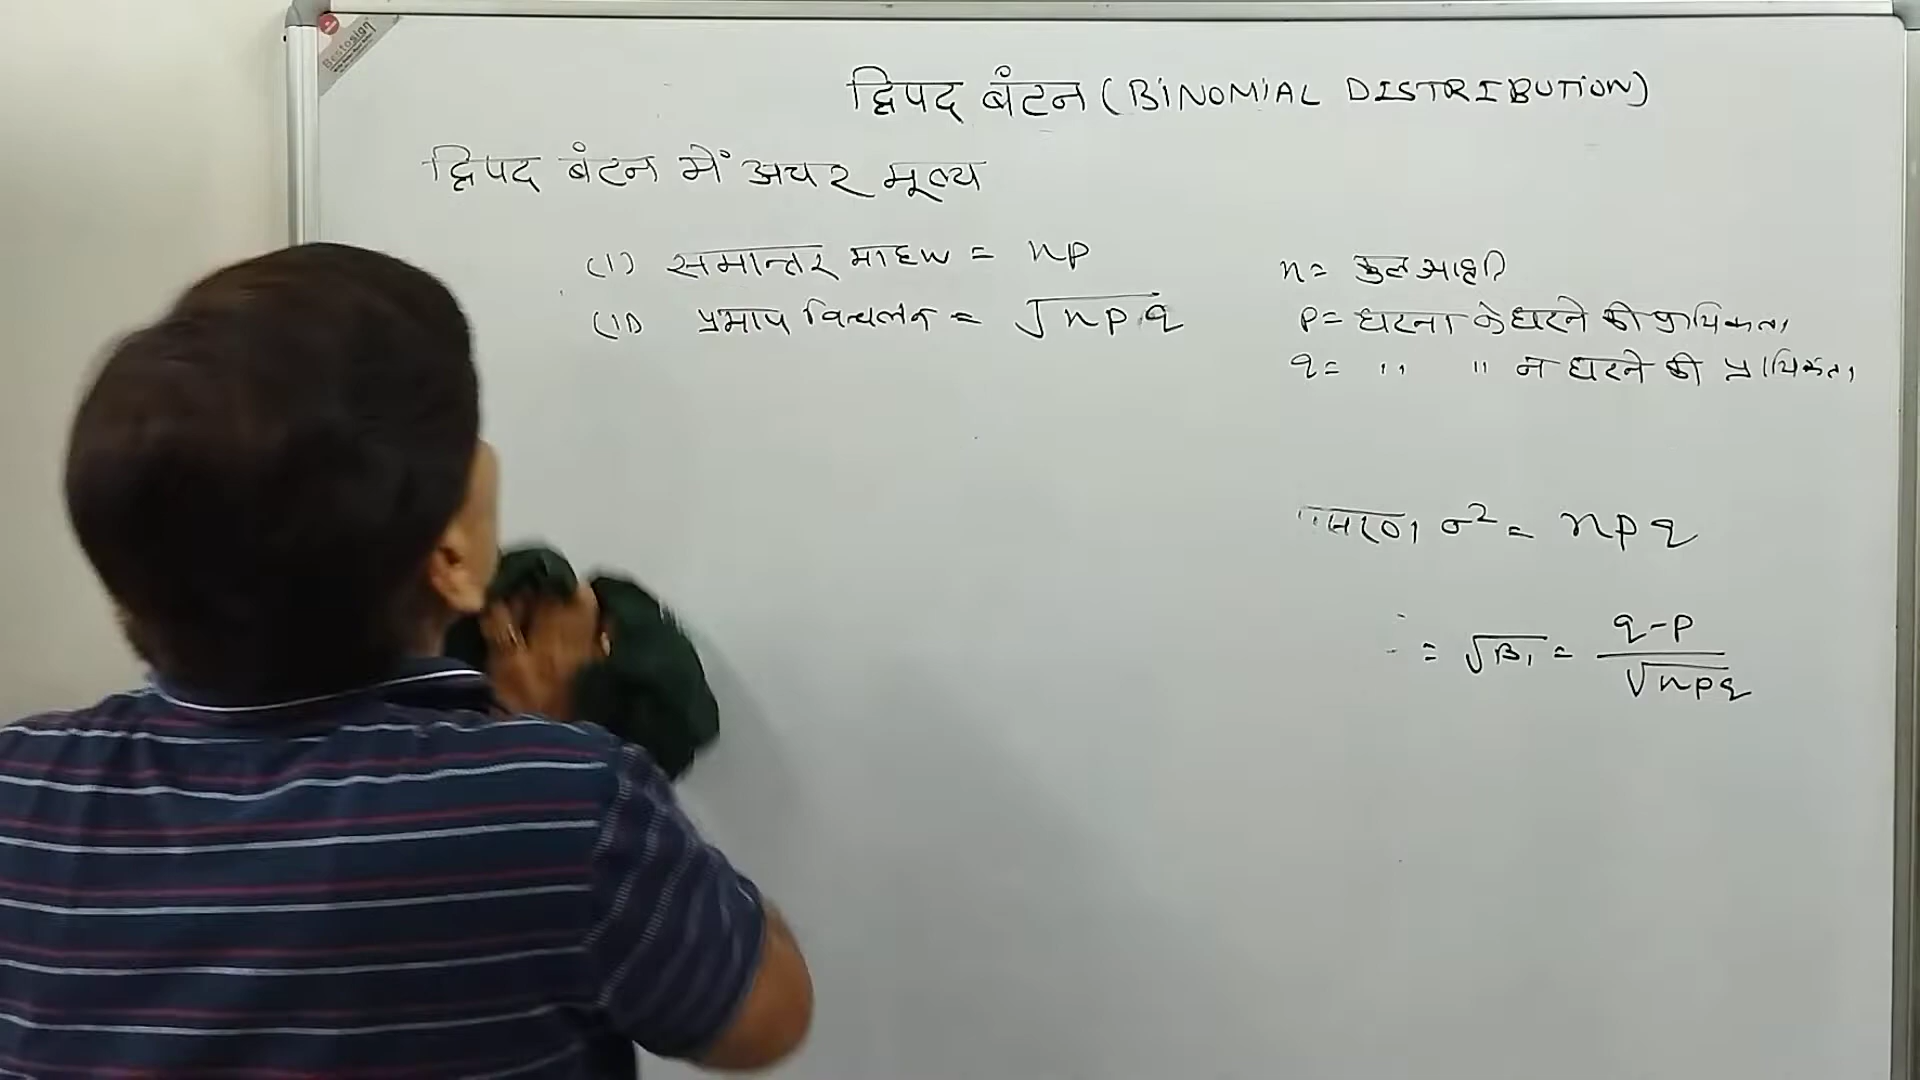 Bestosign
द्विपद बंटन (BINOMIAL DISTRIBUTION)
द्विपद बंटन में अचर मूल्य
(I) समान्तर माध्य = np
(II) प्रमाप विचलन = √npq
n = कुल आवृत्ति
p = घटना के घटने की प्रायिकता
q = " " न घटने की प्रायिकता
σ² = npq
= √β₁ = (q-p)/√npq